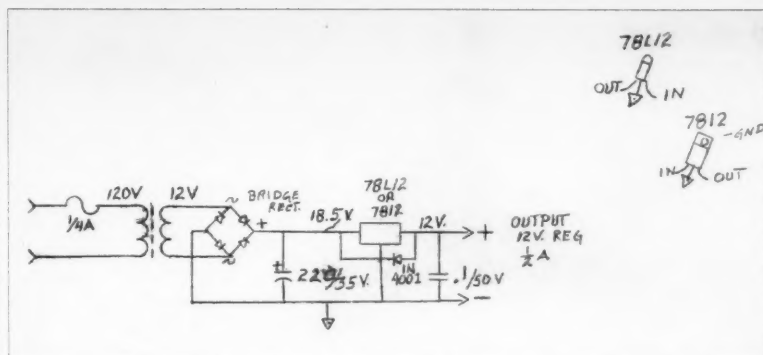 78L12
OUT
IN
7812
-GND
IN
OUT
120V
12V
~
BRIDGE
RECT.
+
18.5V
78L12
OR
7812
12V.
+
OUTPUT
12V. REG
1/2 A
1/4A
~
+
/35V.
IN
4001
.1/50V
-